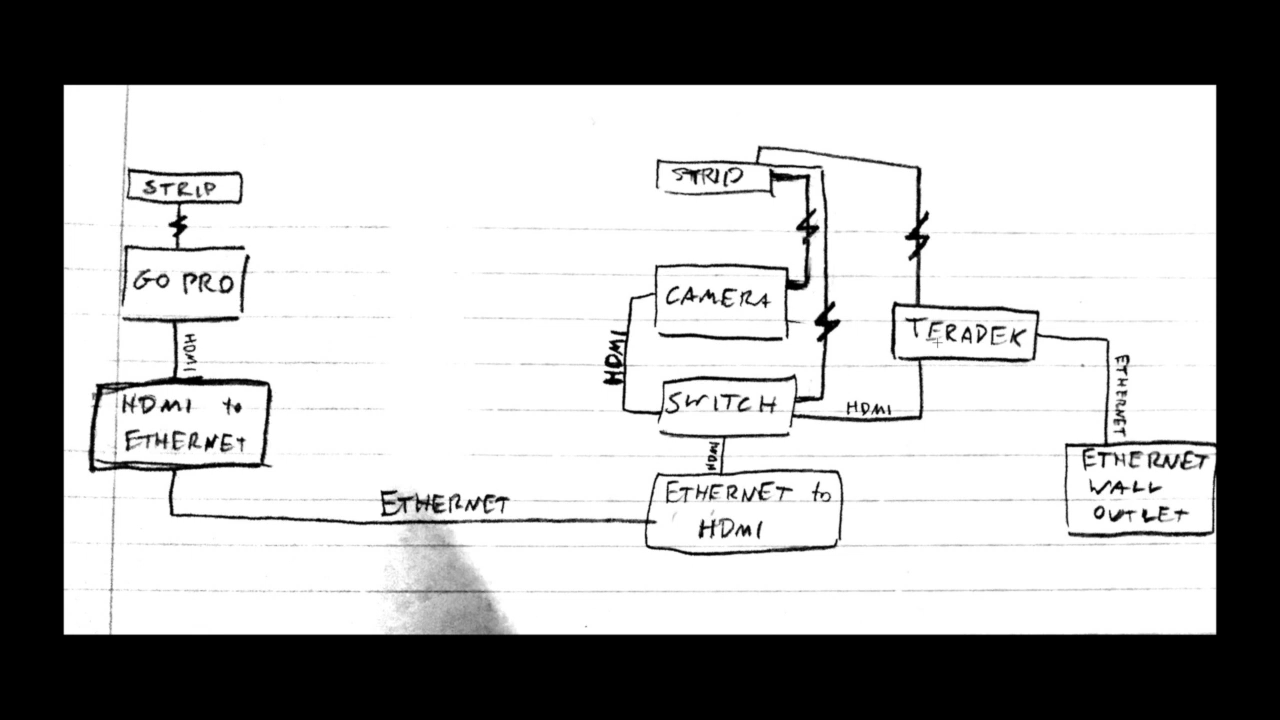 STRIP
GO PRO
HDMI
HDMI to
ETHERNET
ETHERNET
STRIP
CAMERA
HDMI
SWITCH
HDMI
HDMI
ETHERNET to
HDMI
TERADEK
ETHERNET
ETHERNET
WALL
OUTLET